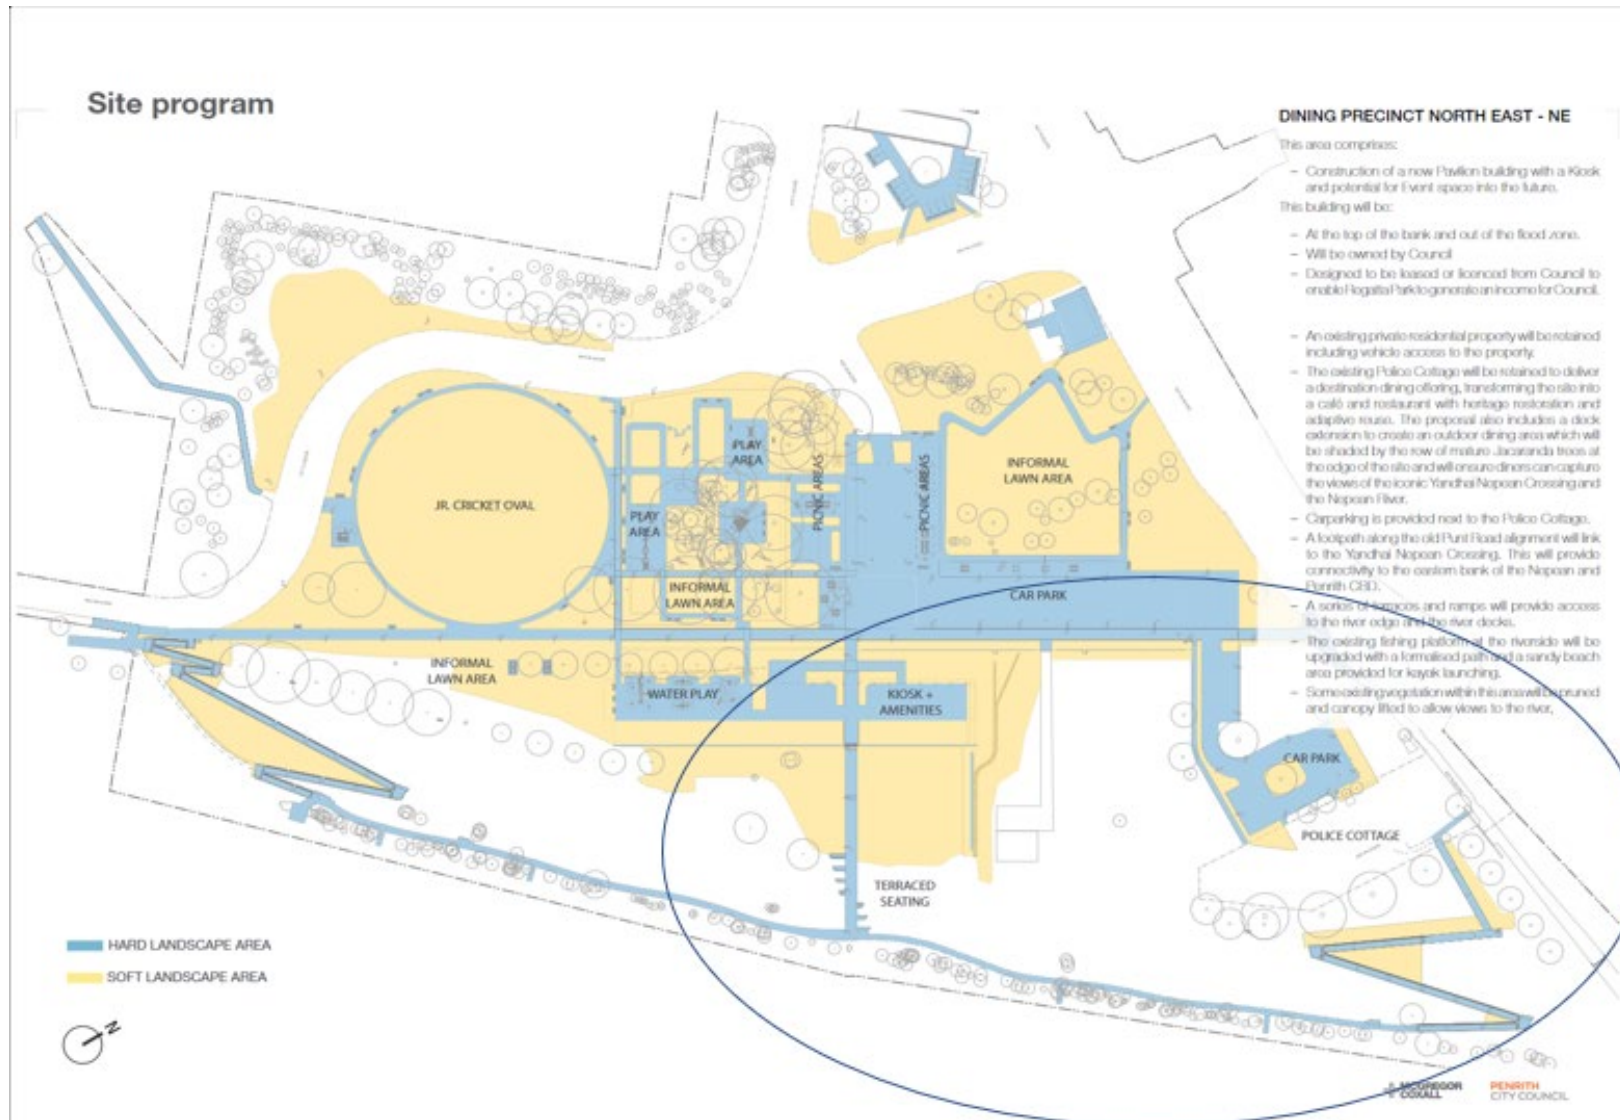 Site program
DINING PRECINCT NORTH EAST - NE
This area comprises:
– Construction of a new Pavilion building with a Kiosk
and potential for Event space into the future.
This building will be:
– At the top of the bank and out of the flood zone.
– Will be owned by Council
– Designed to be leased or licenced from Council to
enable Regatta Park to generate an income for Council.
– An existing private residential property will be retained
including vehicle access to the property.
– The existing Police Cottage will be retained to deliver
a destination dining offering, transforming the site into
a café and restaurant with heritage restoration and
adaptive reuse. The proposal also includes a deck
extension to create an outdoor dining area which will
be shaded by the row of mature Jacaranda trees at
the edge of the site and will ensure diners can capture
the views of the iconic Yandhai Nepean Crossing and
the Nepean River.
– Carparking is provided next to the Police Cottage.
– A footpath along the old Punt Road alignment will link
to the Yandhai Nepean Crossing. This will provide
connectivity to the eastern bank of the Nepean and
Penrith CBD.
– A series of terraces and ramps will provide access
to the river edge and the river decks.
– The existing fishing platform at the riverside will be
upgraded with a formalised path and a sandy beach
area provided for kayak launching.
– Some existing vegetation within this area will be pruned
and canopy lifted to allow views to the river,
PLAY
AREA
PICNIC AREAS
PICNIC AREAS
INFORMAL
LAWN AREA
JR. CRICKET OVAL
PLAY
AREA
INFORMAL
LAWN AREA
CAR PARK
INFORMAL
LAWN AREA
WATER PLAY
KIOSK +
AMENITIES
CAR PARK
POLICE COTTAGE
TERRACED
SEATING
HARD LANDSCAPE AREA
SOFT LANDSCAPE AREA
N
MCGREGOR
COXALL
PENRITH
CITY COUNCIL